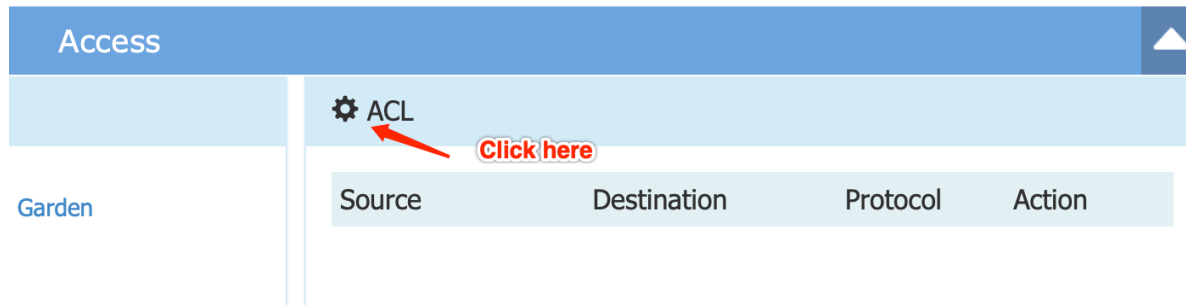 Access
ACL
Click here
Garden
Source Destination Protocol Action